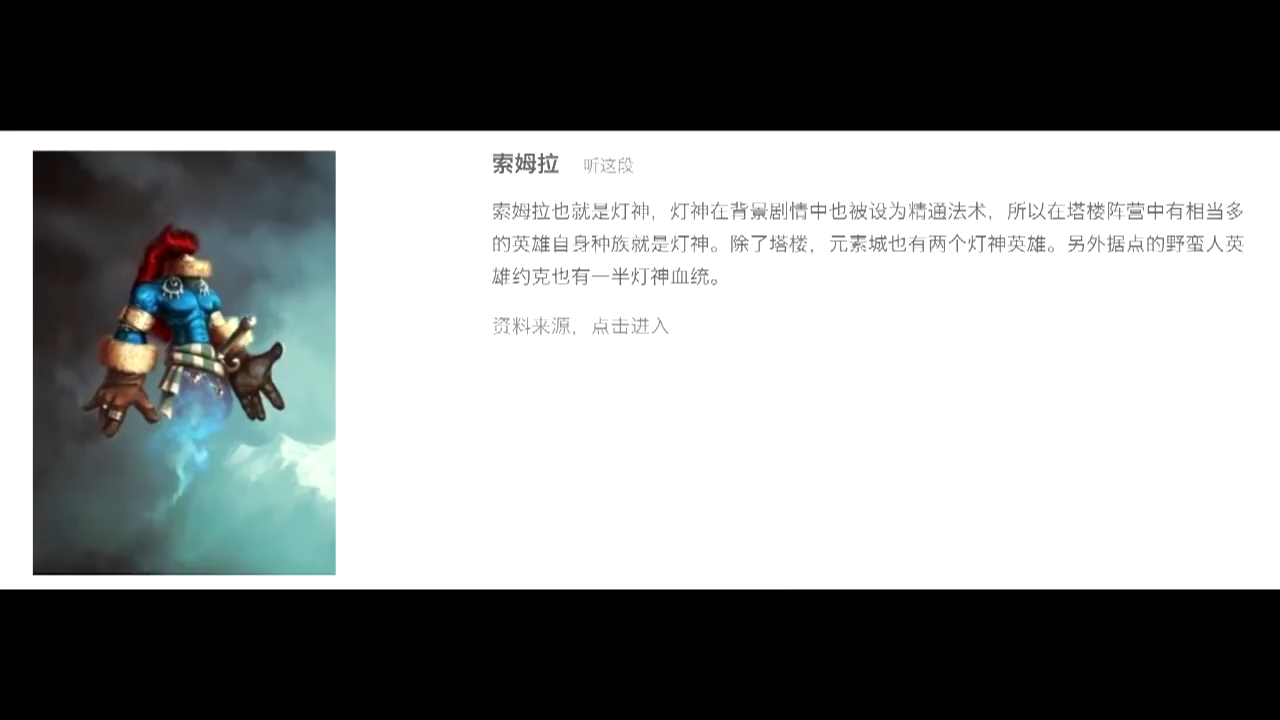 索姆拉 听这段
索姆拉也就是灯神，灯神在背景剧情中也被设为精通法术，所以在塔楼阵营中有相当多
的英雄自身种族就是灯神。除了塔楼，元素城也有两个灯神英雄。另外据点的野蛮人英
雄约克也有一半灯神血统。
资料来源，点击进入